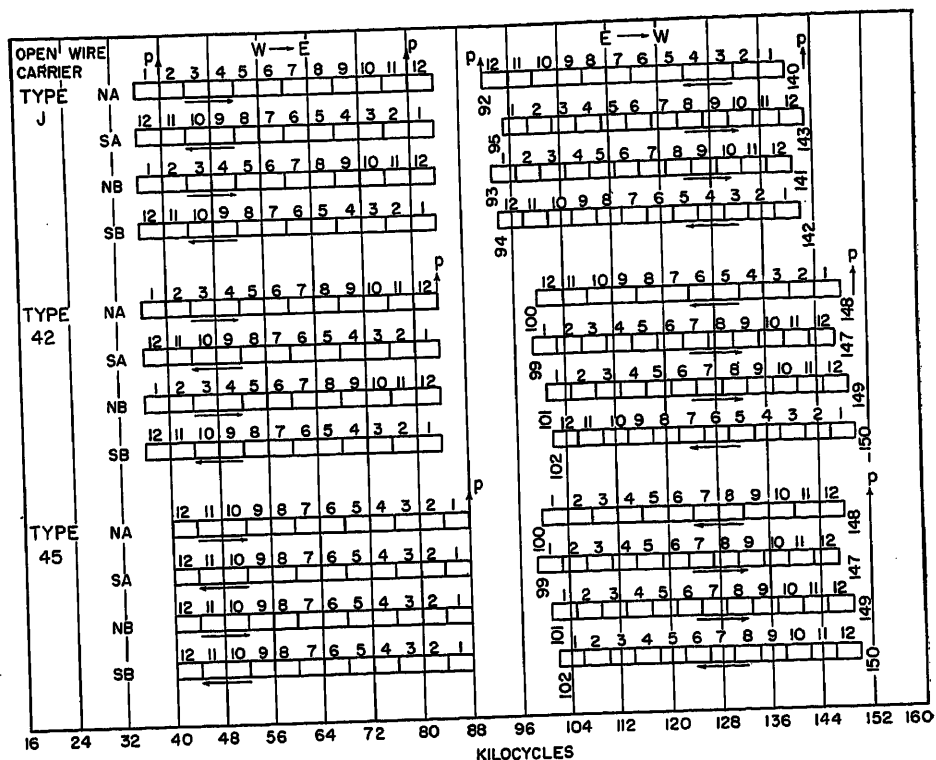 OPEN WIRE
CARRIER
W → E
E → W
TYPE
J
p p
NA 1 2 3 4 5 6 7 8 9 10 11 12
p p
92 12 11 10 9 8 7 6 5 4 3 2 1 140
SA 12 11 10 9 8 7 6 5 4 3 2 1
95 1 2 3 4 5 6 7 8 9 10 11 12 143
NB 1 2 3 4 5 6 7 8 9 10 11 12
93 1 2 3 4 5 6 7 8 9 10 11 12 141
SB 12 11 10 9 8 7 6 5 4 3 2 1
94 12 11 10 9 8 7 6 5 4 3 2 1 142
TYPE
42
p
NA 1 2 3 4 5 6 7 8 9 10 11 12
p
100 12 11 10 9 8 7 6 5 4 3 2 1 148
SA 12 11 10 9 8 7 6 5 4 3 2 1
99 1 2 3 4 5 6 7 8 9 10 11 12 147
NB 1 2 3 4 5 6 7 8 9 10 11 12
101 1 2 3 4 5 6 7 8 9 10 11 12 149
SB 12 11 10 9 8 7 6 5 4 3 2 1
102 12 11 10 9 8 7 6 5 4 3 2 1 150
TYPE
45
p
NA 12 11 10 9 8 7 6 5 4 3 2 1
p
100 1 2 3 4 5 6 7 8 9 10 11 12 148
SA 12 11 10 9 8 7 6 5 4 3 2 1
99 1 2 3 4 5 6 7 8 9 10 11 12 147
NB 12 11 10 9 8 7 6 5 4 3 2 1
101 1 2 3 4 5 6 7 8 9 10 11 12 149
SB 12 11 10 9 8 7 6 5 4 3 2 1
102 1 2 3 4 5 6 7 8 9 10 11 12 150
16 24 32 40 48 56 64 72 80 88 96 104 112 120 128 136 144 152 160
KILOCYCLES